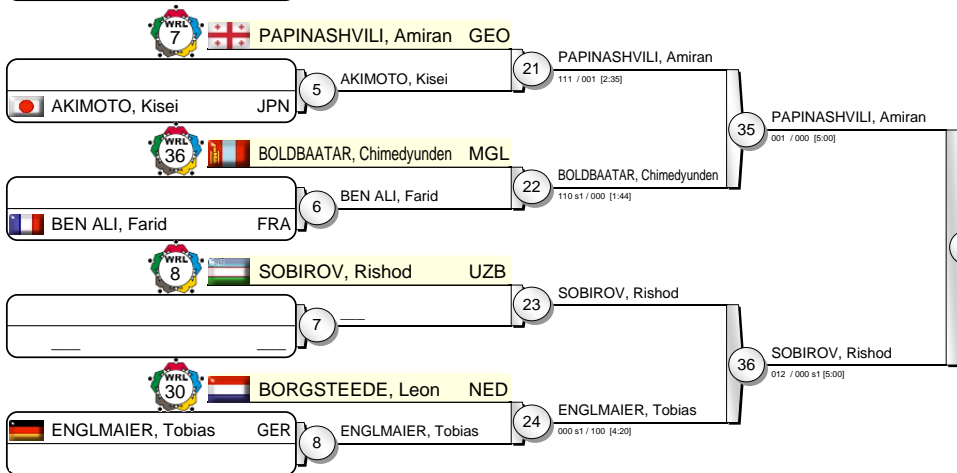 WRL
7
PAPINASHVILI, Amiran GEO
AKIMOTO, Kisei JPN
5
AKIMOTO, Kisei
21
PAPINASHVILI, Amiran
111 / 001 [2:35]
WRL
36
BOLDBAATAR, Chimedyunden MGL
BEN ALI, Farid FRA
6
BEN ALI, Farid
22
BOLDBAATAR, Chimedyunden
110 s1 / 000 [1:44]
35
PAPINASHVILI, Amiran
001 / 000 [5:00]
WRL
8
SOBIROV, Rishod UZB
___ ___
7
___
23
SOBIROV, Rishod
WRL
30
BORGSTEEDE, Leon NED
ENGLMAIER, Tobias GER
8
ENGLMAIER, Tobias
24
ENGLMAIER, Tobias
000 s1 / 100 [4:20]
36
SOBIROV, Rishod
012 / 000 s1 [5:00]